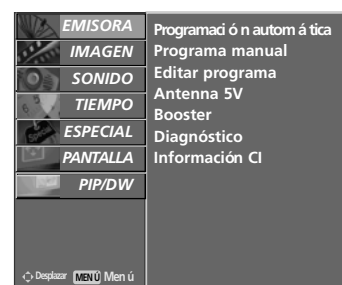 EMISORA
IMAGEN
SONIDO
TIEMPO
ESPECIAL
PANTALLA
PIP/DW
Programaci ó n autom á tica
Programa manual
Editar programa
Antenna 5V
Booster
Diagnóstico
Información CI
Desplazar MENÚ Men ú